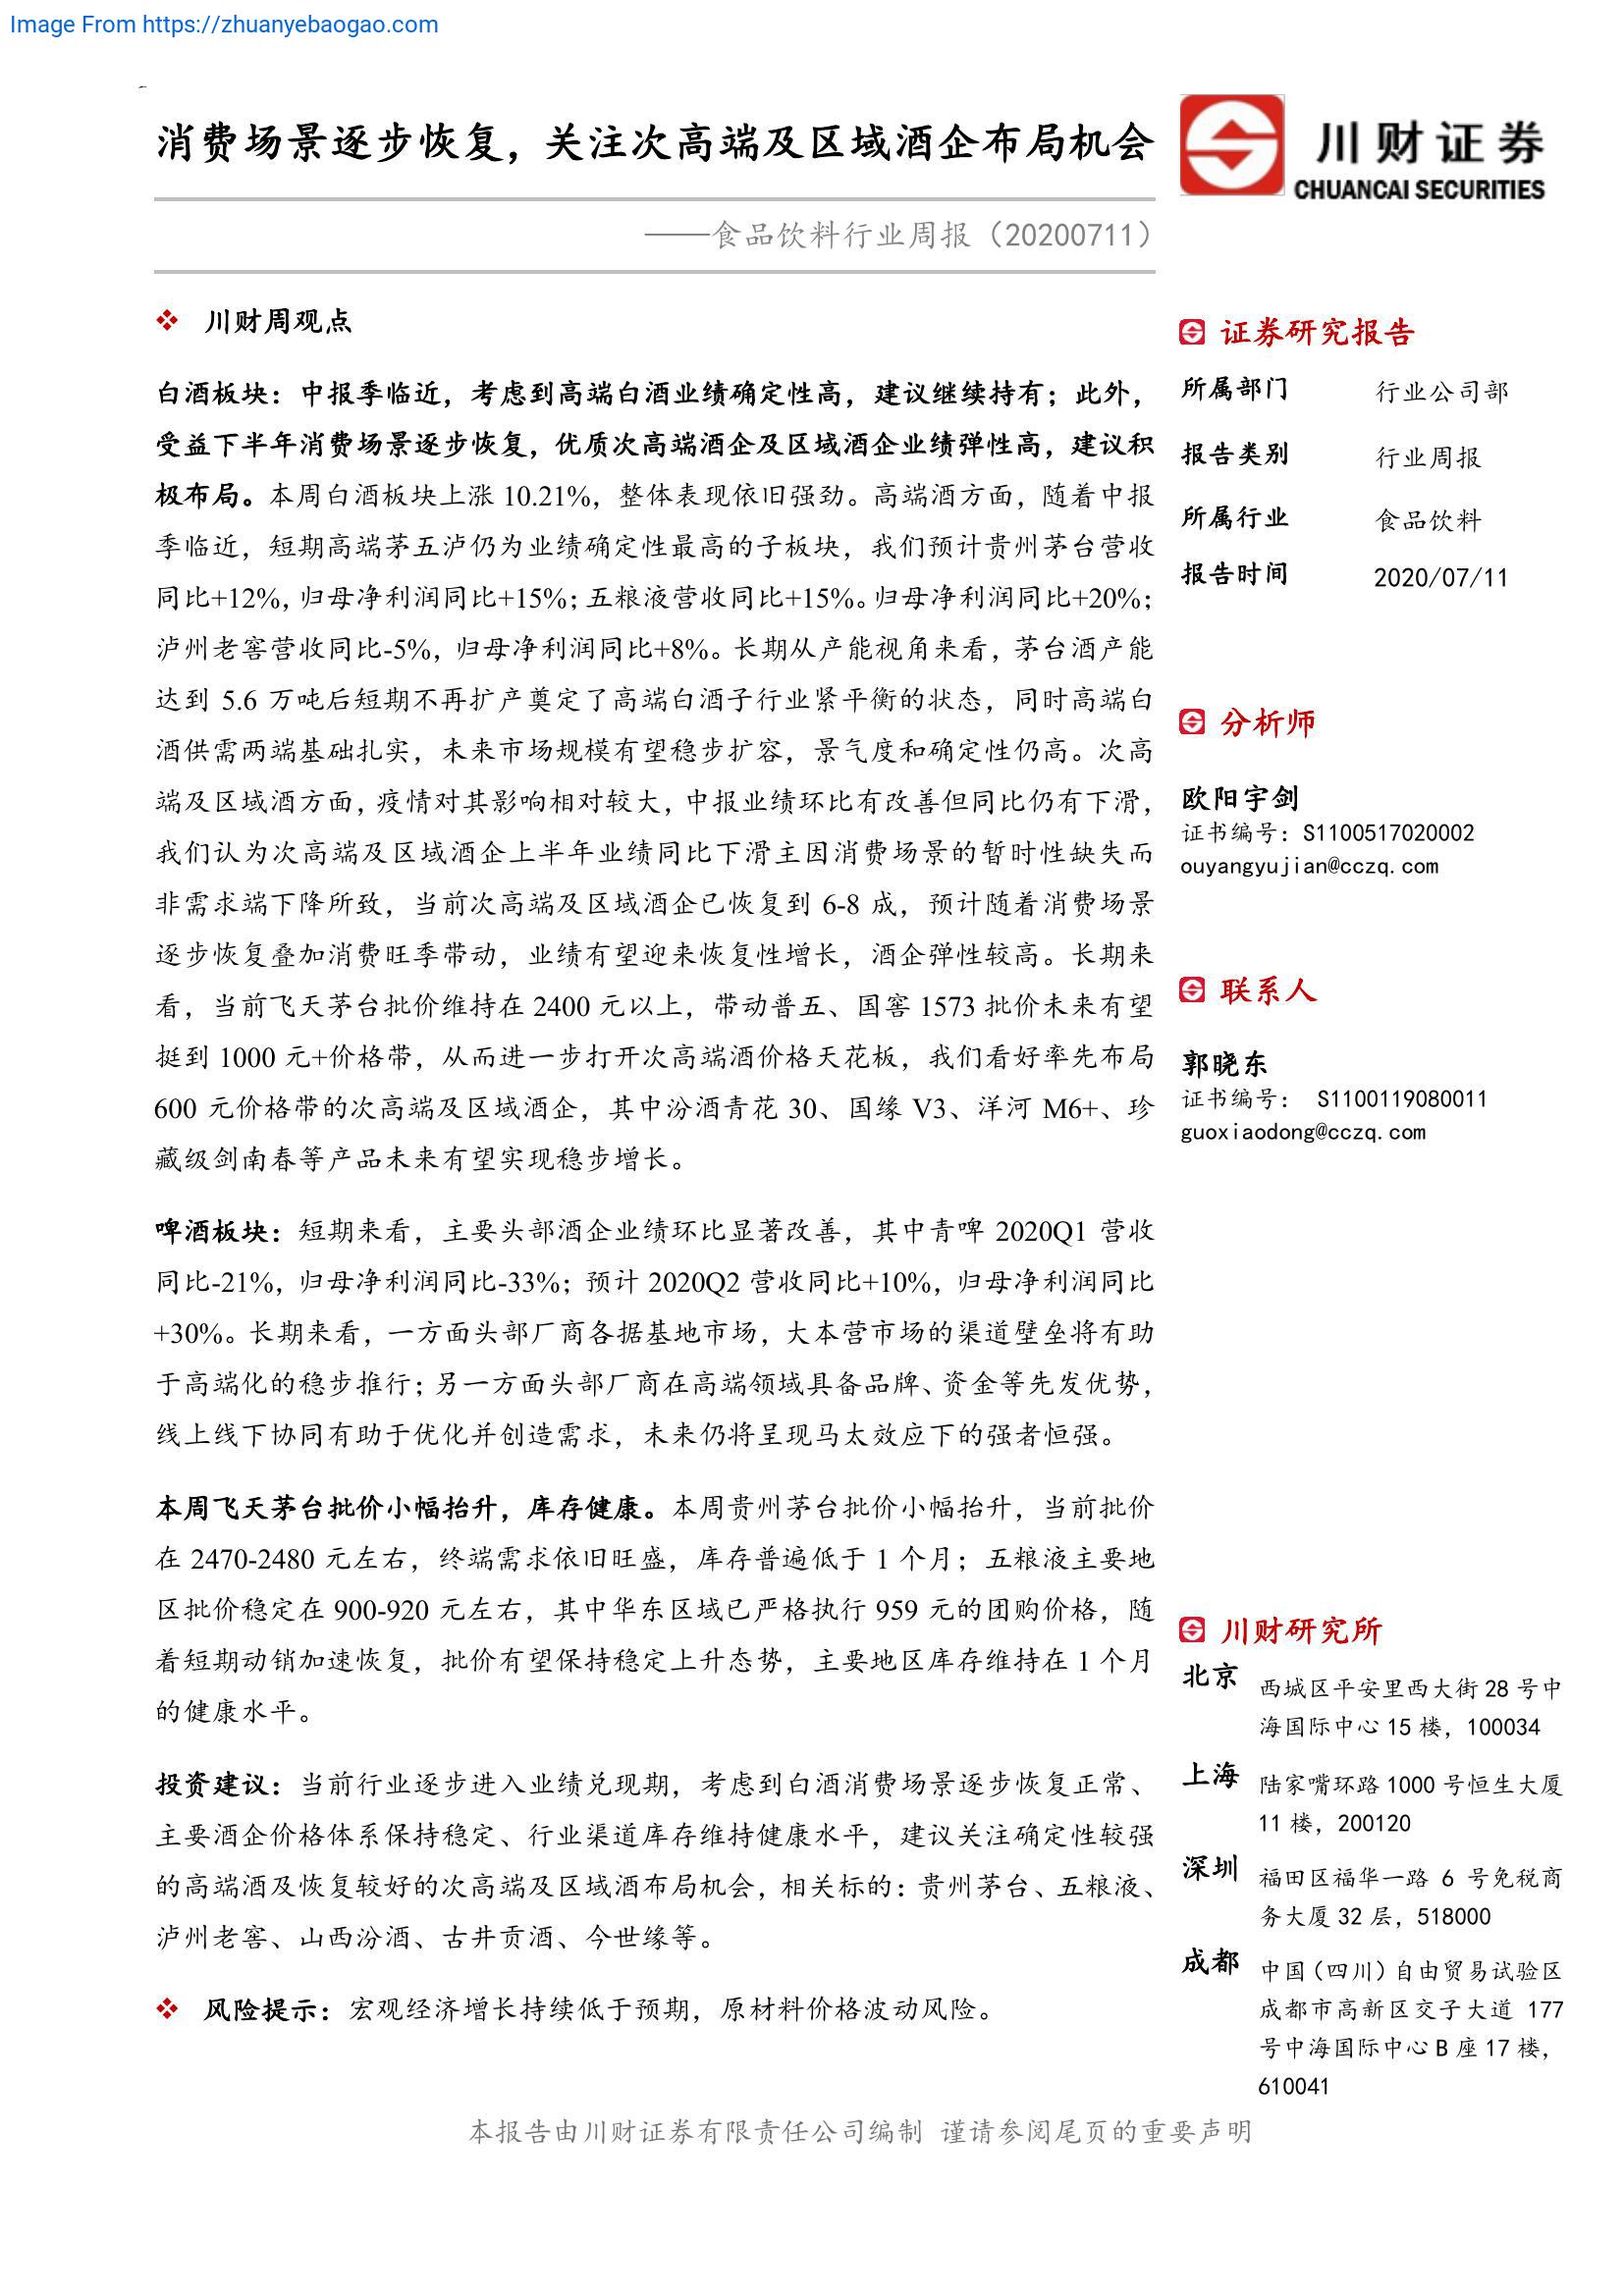 Image From https://zhuanyebaogao.com
消费场景逐步恢复，关注次高端及区域酒企布局机会
——食品饮料行业周报（20200711）
川财证券
CHUANCAI SECURITIES
川财周观点
白酒板块：中报季临近，考虑到高端白酒业绩确定性高，建议继续持有；此外，
受益下半年消费场景逐步恢复，优质次高端酒企及区域酒企业绩弹性高，建议积
极布局。本周白酒板块上涨 10.21%，整体表现依旧强劲。高端酒方面，随着中报
季临近，短期高端茅五泸仍为业绩确定性最高的子板块，我们预计贵州茅台营收
同比+12%，归母净利润同比+15%；五粮液营收同比+15%。归母净利润同比+20%；
泸州老窖营收同比-5%，归母净利润同比+8%。长期从产能视角来看，茅台酒产能
达到 5.6 万吨后短期不再扩产奠定了高端白酒子行业紧平衡的状态，同时高端白
酒供需两端基础扎实，未来市场规模有望稳步扩容，景气度和确定性仍高。次高
端及区域酒方面，疫情对其影响相对较大，中报业绩环比有改善但同比仍有下滑，
我们认为次高端及区域酒企上半年业绩同比下滑主因消费场景的暂时性缺失而
非需求端下降所致，当前次高端及区域酒企已恢复到 6-8 成，预计随着消费场景
逐步恢复叠加消费旺季带动，业绩有望迎来恢复性增长，酒企弹性较高。长期来
看，当前飞天茅台批价维持在 2400 元以上，带动普五、国窖 1573 批价未来有望
挺到 1000 元+价格带，从而进一步打开次高端酒价格天花板，我们看好率先布局
600 元价格带的次高端及区域酒企，其中汾酒青花 30、国缘 V3、洋河 M6+、珍
藏级剑南春等产品未来有望实现稳步增长。
啤酒板块：短期来看，主要头部酒企业绩环比显著改善，其中青啤 2020Q1 营收
同比-21%，归母净利润同比-33%；预计 2020Q2 营收同比+10%，归母净利润同比
+30%。长期来看，一方面头部厂商各据基地市场，大本营市场的渠道壁垒将有助
于高端化的稳步推行；另一方面头部厂商在高端领域具备品牌、资金等先发优势，
线上线下协同有助于优化并创造需求，未来仍将呈现马太效应下的强者恒强。
本周飞天茅台批价小幅抬升，库存健康。本周贵州茅台批价小幅抬升，当前批价
在 2470-2480 元左右，终端需求依旧旺盛，库存普遍低于 1 个月；五粮液主要地
区批价稳定在 900-920 元左右，其中华东区域已严格执行 959 元的团购价格，随
着短期动销加速恢复，批价有望保持稳定上升态势，主要地区库存维持在 1 个月
的健康水平。
投资建议：当前行业逐步进入业绩兑现期，考虑到白酒消费场景逐步恢复正常、
主要酒企价格体系保持稳定、行业渠道库存维持健康水平，建议关注确定性较强
的高端酒及恢复较好的次高端及区域酒布局机会，相关标的：贵州茅台、五粮液、
泸州老窖、山西汾酒、古井贡酒、今世缘等。
风险提示：宏观经济增长持续低于预期，原材料价格波动风险。
证券研究报告
所属部门 行业公司部
报告类别 行业周报
所属行业 食品饮料
报告时间 2020/07/11
分析师
欧阳宇剑
证书编号：S1100517020002
ouyangyujian@cczq.com
联系人
郭晓东
证书编号： S1100119080011
guoxiaodong@cczq.com
川财研究所
北京 西城区平安里西大街 28 号中
海国际中心 15 楼，100034
上海 陆家嘴环路 1000 号恒生大厦
11 楼，200120
深圳 福田区福华一路 6 号免税商
务大厦 32 层，518000
成都 中国（四川）自由贸易试验区
成都市高新区交子大道 177
号中海国际中心 B 座 17 楼，
610041
本报告由川财证券有限责任公司编制 谨请参阅尾页的重要声明